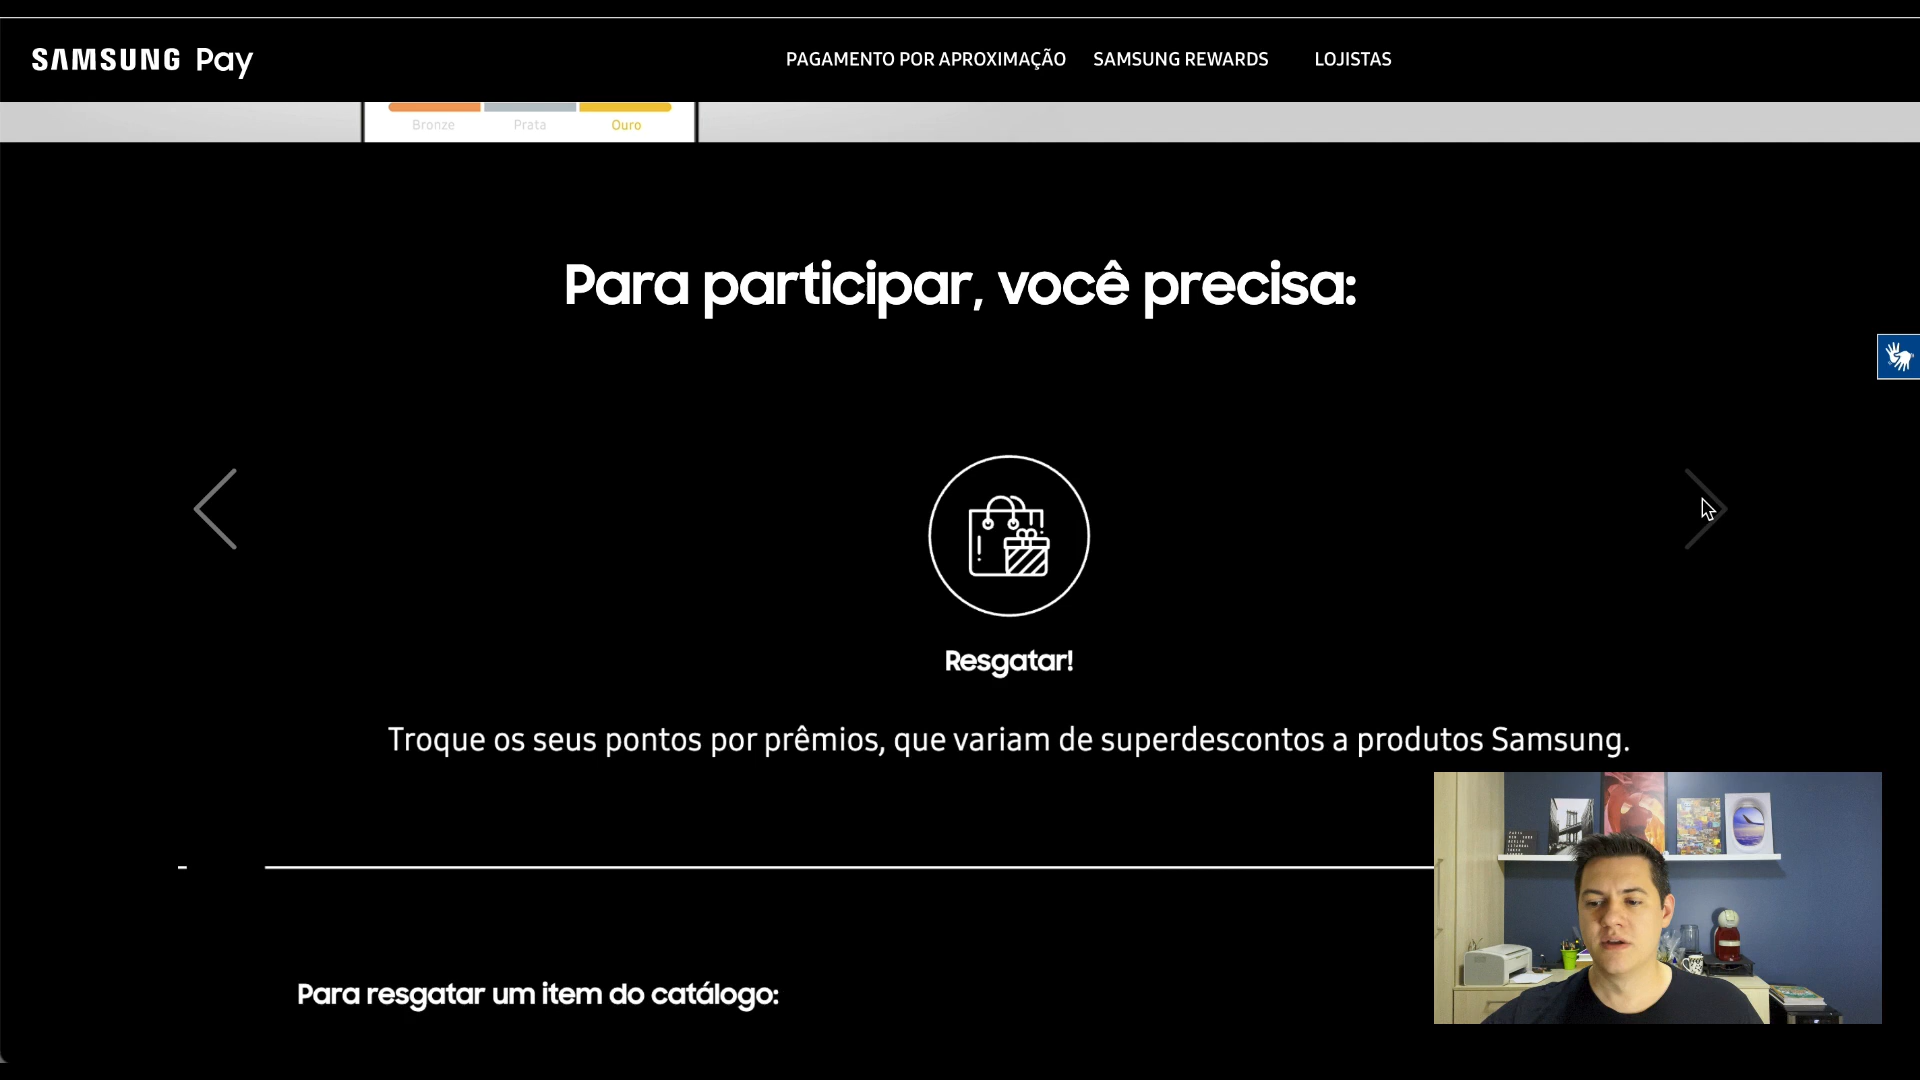 SAMSUNG Pay
PAGAMENTO POR APROXIMAÇÃO SAMSUNG REWARDS LOJISTAS
Bronze Prata Ouro
Para participar, você precisa:
Resgatar!
Troque os seus pontos por prêmios, que variam de superdescontos a produtos Samsung.
Para resgatar um item do catálogo: